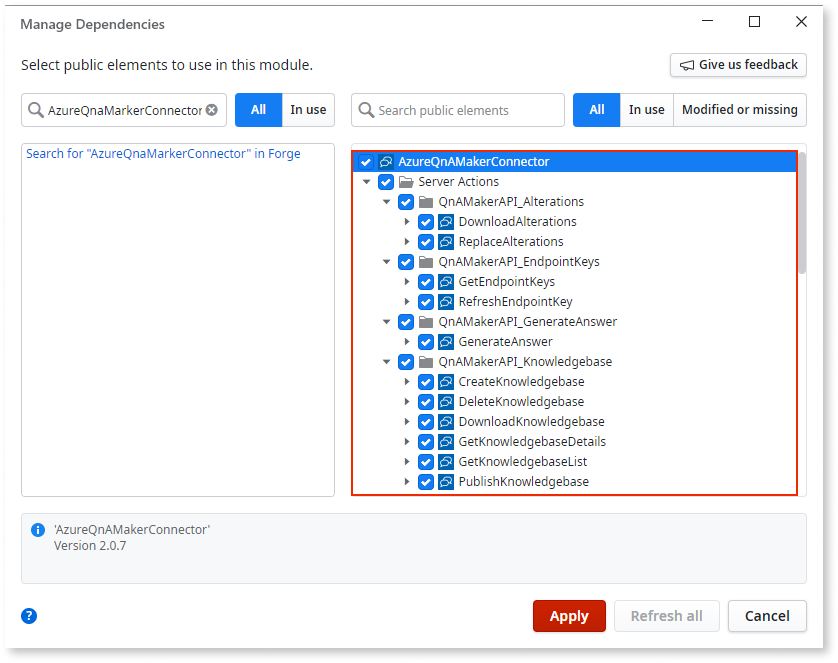 Manage Dependencies
Select public elements to use in this module.
Give us feedback
AzureQnaMarkerConnector
All
In use
Search public elements
All
In use
Modified or missing
Search for "AzureQnaMarkerConnector" in Forge
AzureQnAMakerConnector
Server Actions
QnAMakerAPI_Alterations
DownloadAlterations
ReplaceAlterations
QnAMakerAPI_EndpointKeys
GetEndpointKeys
RefreshEndpointKey
QnAMakerAPI_GenerateAnswer
GenerateAnswer
QnAMakerAPI_Knowledgebase
CreateKnowledgebase
DeleteKnowledgebase
DownloadKnowledgebase
GetKnowledgebaseDetails
GetKnowledgebaseList
PublishKnowledgebase
'AzureQnAMakerConnector'
Version 2.0.7
?
Apply
Refresh all
Cancel